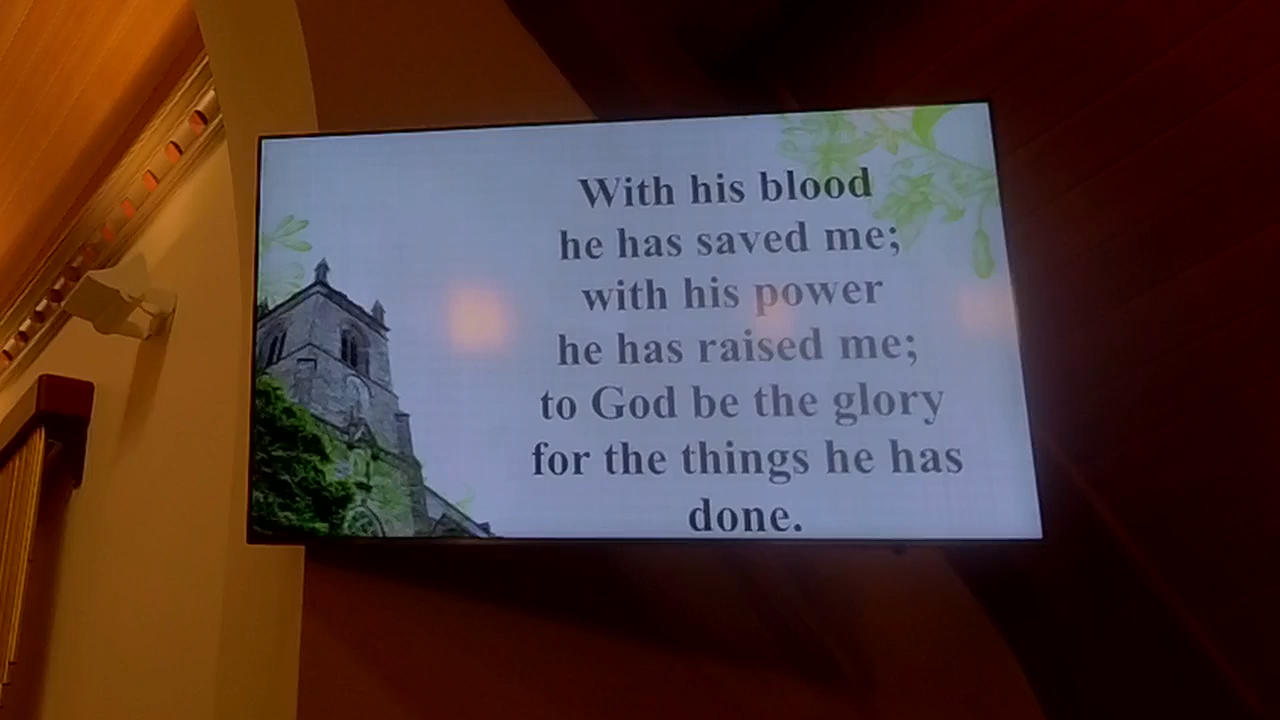 With his blood
he has saved me;
with his power
he has raised me;
to God be the glory
for the things he has
done.